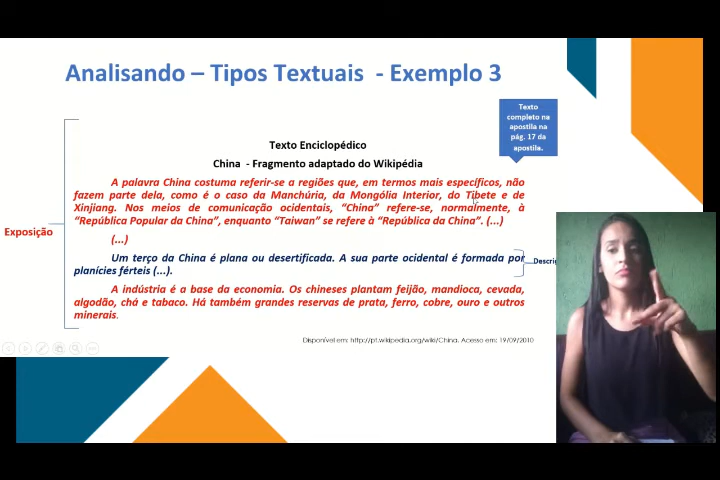 Analisando – Tipos Textuais - Exemplo 3
Texto
completo na
apostila na
pág. 17 da
apostila.
Texto Enciclopédico
China - Fragmento adaptado do Wikipédia
A palavra China costuma referir-se a regiões que, em termos mais específicos, não
fazem parte dela, como é o caso da Manchúria, da Mongólia Interior, do Tibete e de
Xinjiang. Nos meios de comunicação ocidentais, “China” refere-se, normalmente, à
“República Popular da China”, enquanto “Taiwan” se refere à “República da China”. (...)
Exposição
(...)
Um terço da China é plana ou desertificada. A sua parte ocidental é formada por
planícies férteis (...).
Descriç
A indústria é a base da economia. Os chineses plantam feijão, mandioca, cevada,
algodão, chá e tabaco. Há também grandes reservas de prata, ferro, cobre, ouro e outros
minerais.
Disponível em: http://pt.wikipedia.org/wiki/China. Acesso em: 19/09/2010